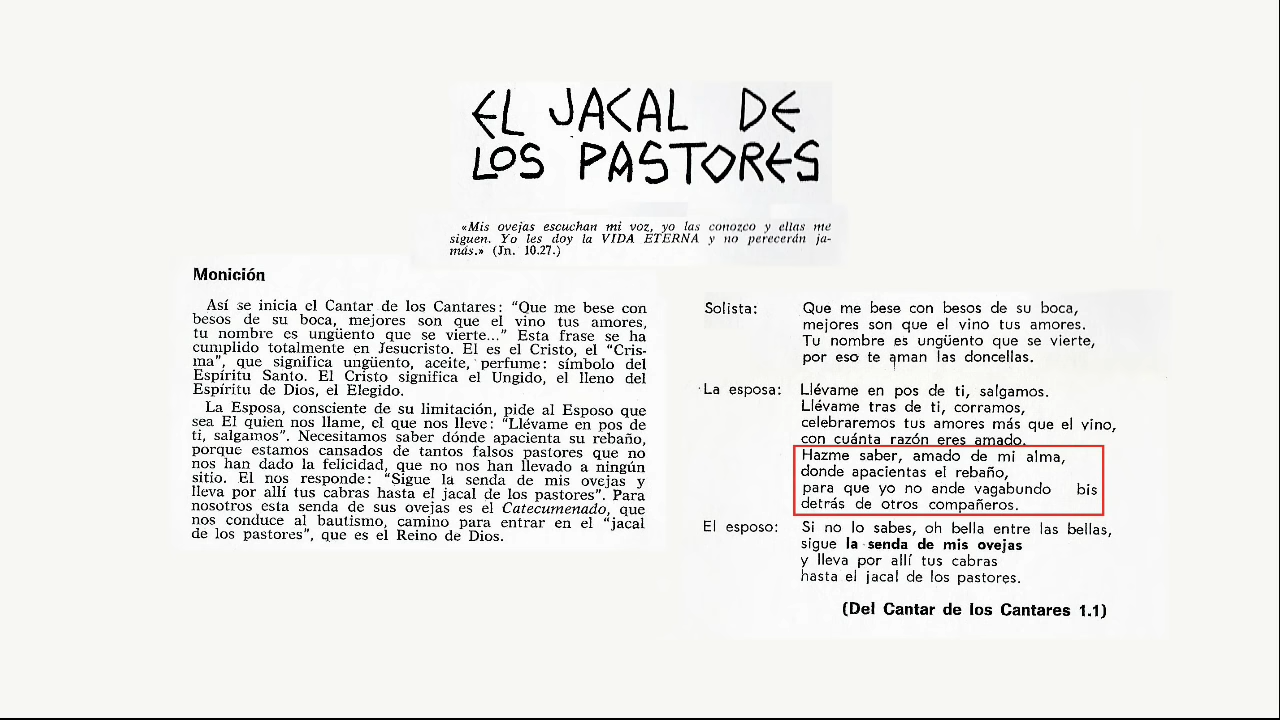 EL JACAL DE
LOS PASTORES
«Mis ovejas escuchan mi voz, yo las conozco y ellas me
siguen. Yo les doy la VIDA ETERNA y no perecerán ja-
más.» (Jn. 10.27.)
Monición
Así se inicia el Cantar de los Cantares: "Que me bese con
besos de su boca, mejores son que el vino tus amores,
tu nombre es ungüento que se vierte..." Esta frase se ha
cumplido totalmente en Jesucristo. El es el Cristo, el "Cris-
ma", que significa ungüento, aceite, perfume: símbolo del
Espíritu Santo. El Cristo significa el Ungido, el lleno del
Espíritu de Dios, el Elegido.
La Esposa, consciente de su limitación, pide al Esposo que
sea El quien nos llame, el que nos lleve: "Llévame en pos de
ti, salgamos". Necesitamos saber dónde apacienta su rebaño,
porque estamos cansados de tantos falsos pastores que no
nos han dado la felicidad, que no nos han llevado a ningún
sitio. El nos responde: "Sigue la senda de mis ovejas y
lleva por allí tus cabras hasta el jacal de los pastores". Para
nosotros esta senda de sus ovejas es el Catecumenado, que
nos conduce al bautismo, camino para entrar en el "jacal
de los pastores", que es el Reino de Dios.
Solista: Que me bese con besos de su boca,
mejores son que el vino tus amores.
Tu nombre es ungüento que se vierte,
por eso te aman las doncellas.
La esposa: Llévame en pos de ti, salgamos.
Llévame tras de ti, corramos,
celebraremos tus amores más que el vino,
con cuánta razón eres amado.
Hazme saber, amado de mi alma,
donde apacientas el rebaño,
para que yo no ande vagabundo bis
detrás de otros compañeros.
El esposo: Si no lo sabes, oh bella entre las bellas,
sigue la senda de mis ovejas
y lleva por allí tus cabras
hasta el jacal de los pastores.
(Del Cantar de los Cantares 1.1)